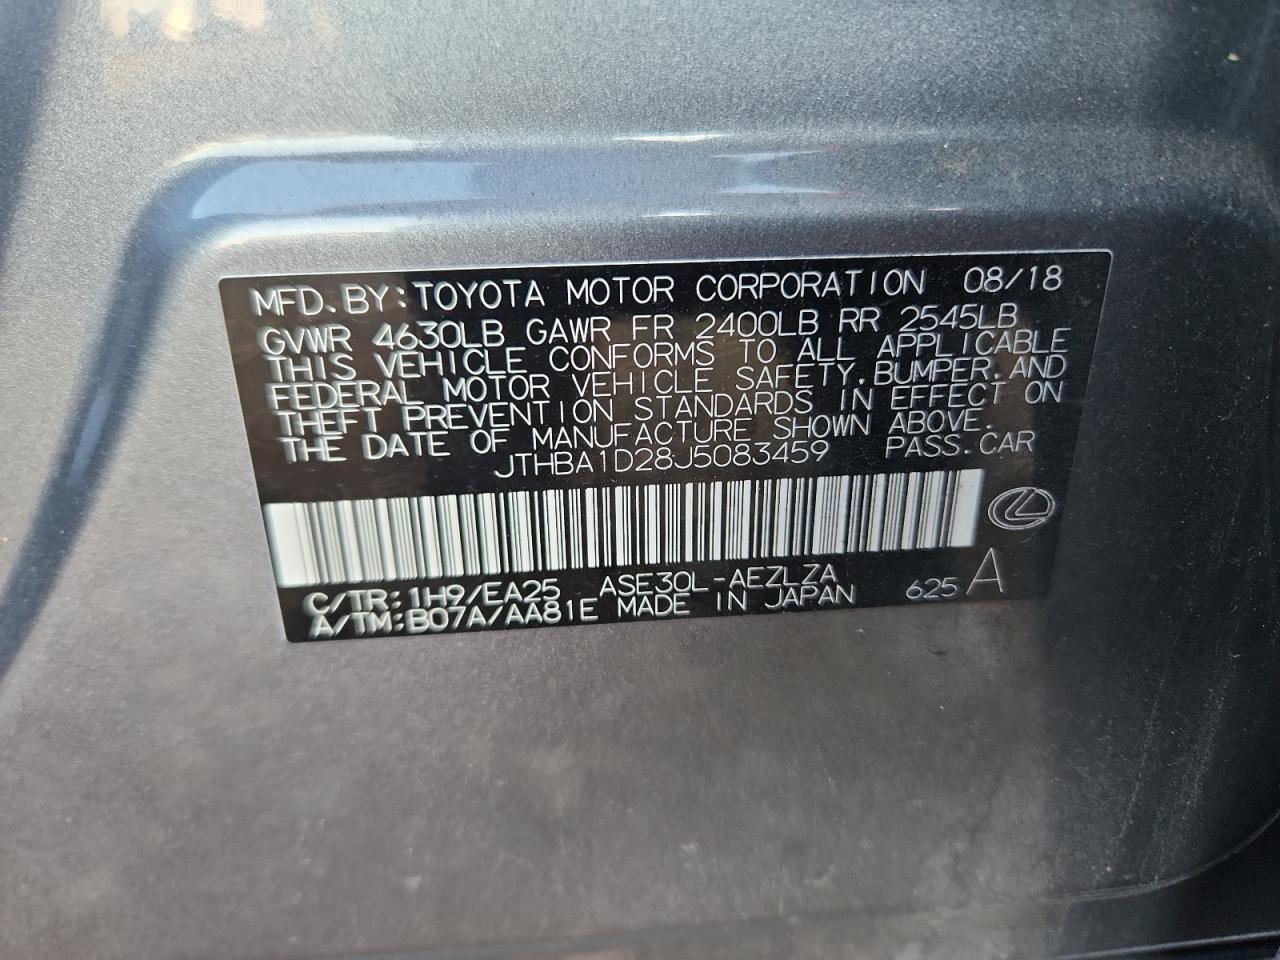 MFD.BY:TOYOTA MOTOR CORPORATION 08/18
GVWR 4630LB GAWR FR 2400LB RR 2545LB
THIS VEHICLE CONFORMS TO ALL APPLICABLE
FEDERAL MOTOR VEHICLE SAFETY,BUMPER,AND
THEFT PREVENTION STANDARDS IN EFFECT ON
THE DATE OF MANUFACTURE SHOWN ABOVE.
JTHBA1D28J5083459 PASS.CAR
C/TR:1H9/EA25 ASE30L-AEZLZA
A/TM:B07A/AA81E MADE IN JAPAN 625 A